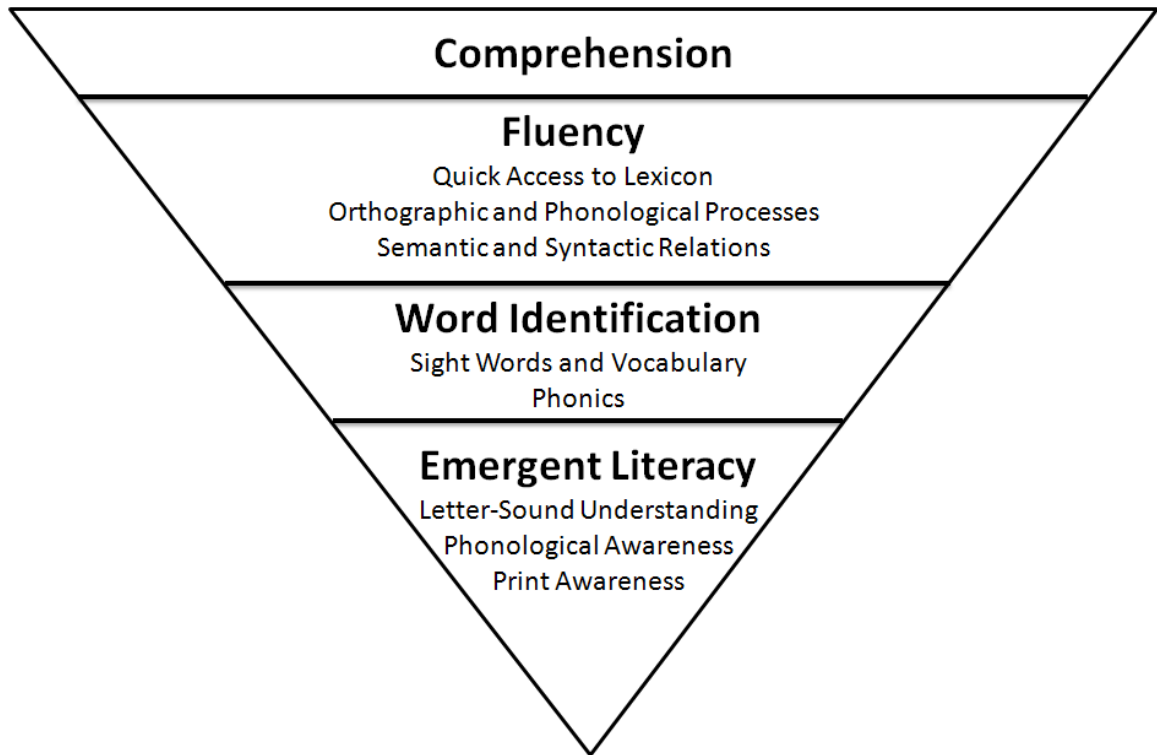 Comprehension
Fluency
Quick Access to Lexicon
Orthographic and Phonological Processes
Semantic and Syntactic Relations
Word Identification
Sight Words and Vocabulary
Phonics
Emergent Literacy
Letter-Sound Understanding
Phonological Awareness
Print Awareness